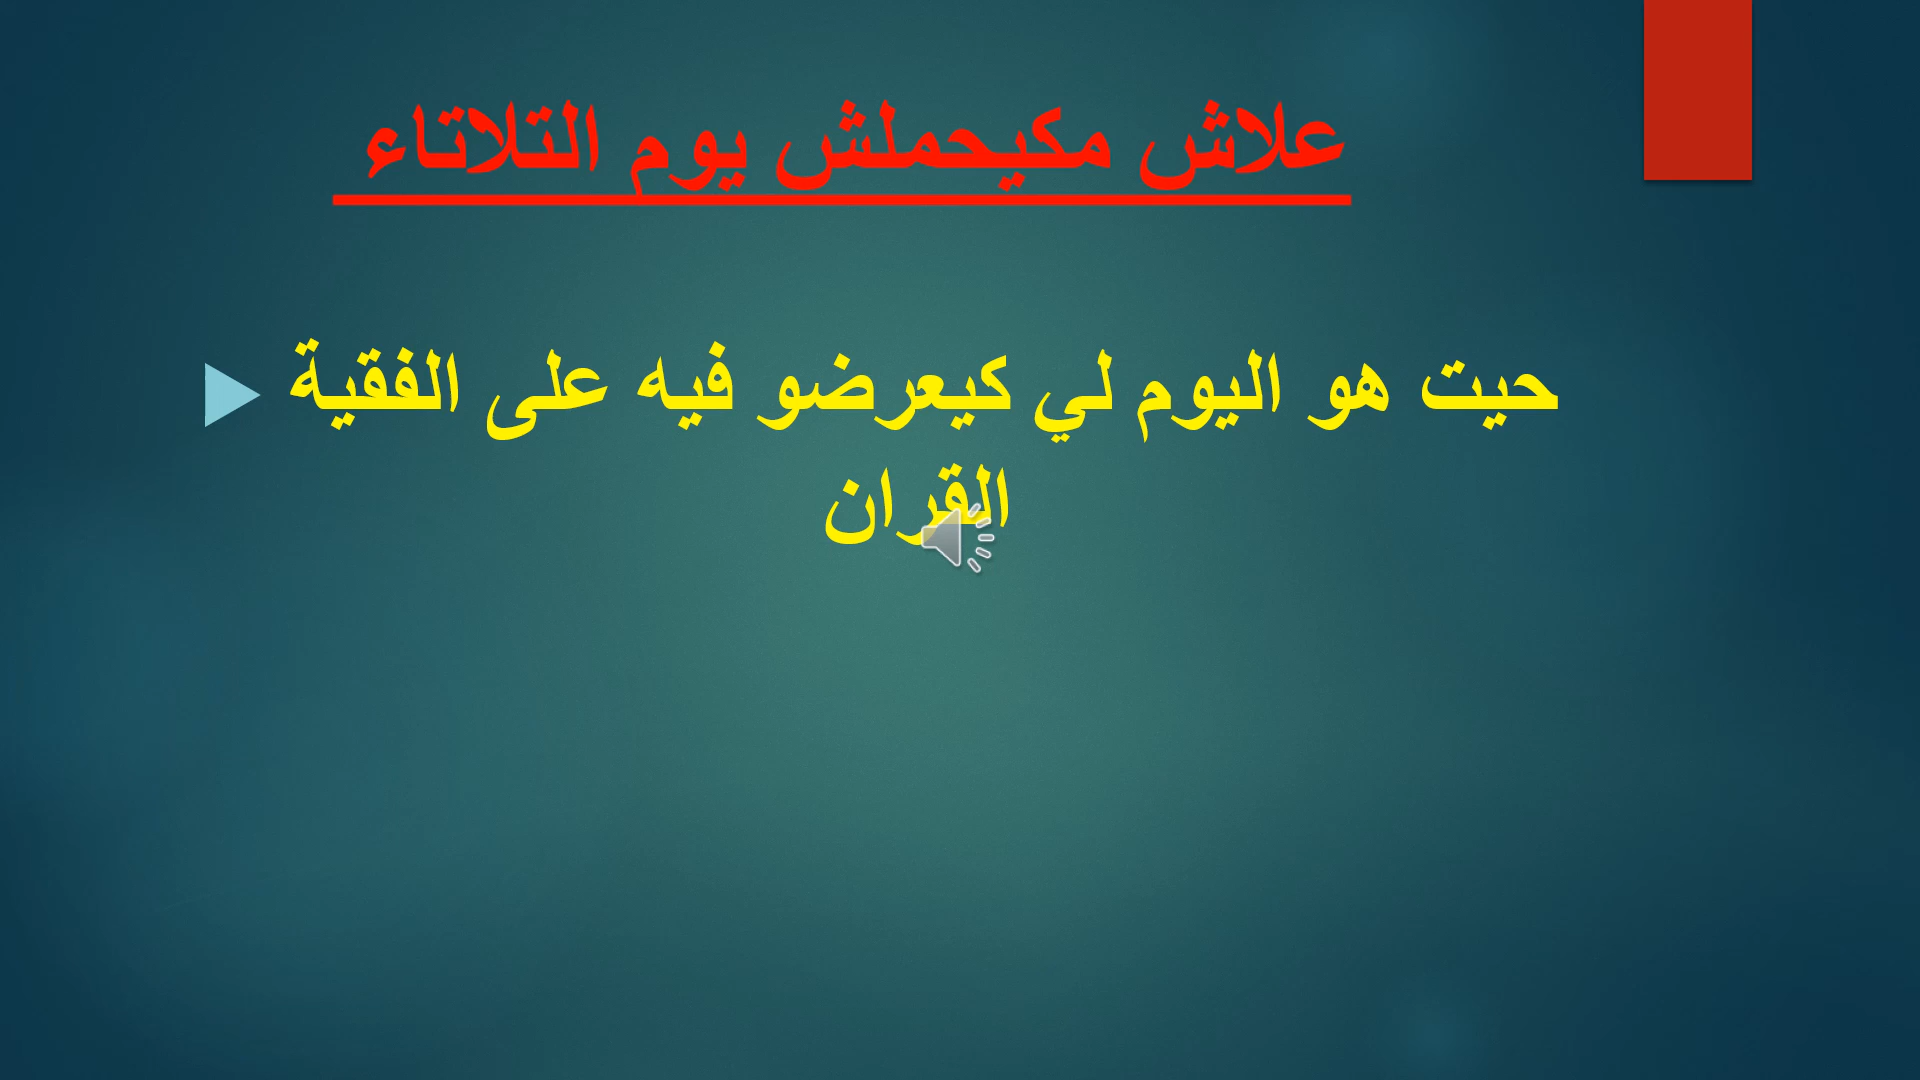 علاش مكيحملش يوم التلاتاء
حيت هو اليوم لي كيعرضو فيه على الفقية
القران